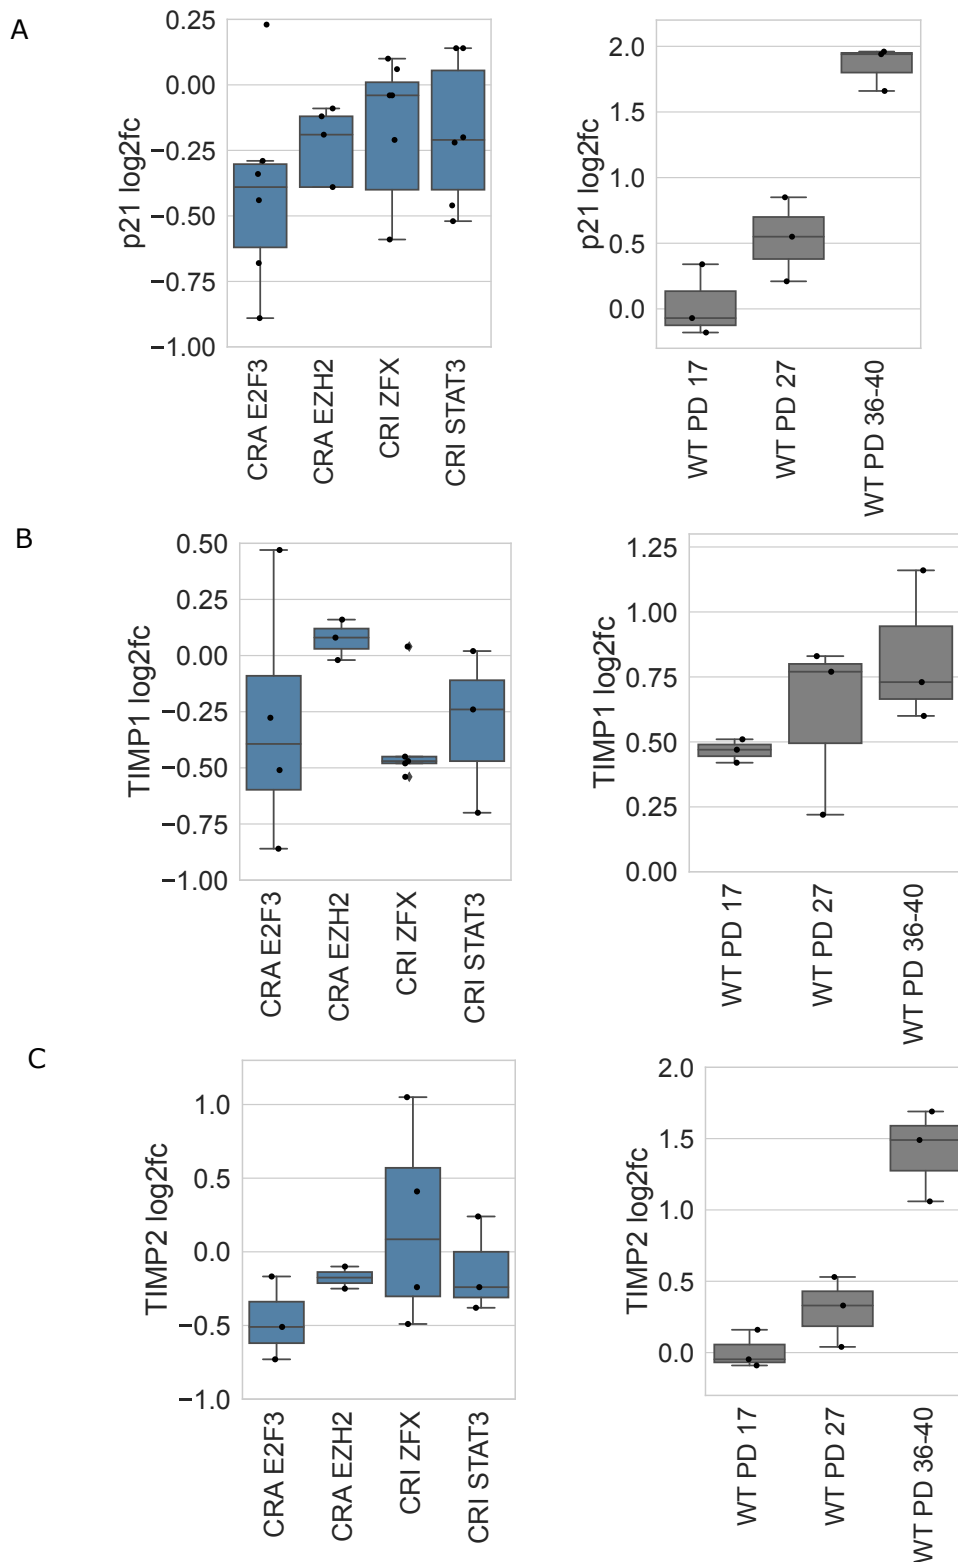 A
p21 log2fc
0.25
0.00
−0.25
−0.50
−0.75
−1.00
CRA E2F3
CRA EZH2
CRI ZFX
CRI STAT3
p21 log2fc
2.0
1.5
1.0
0.5
0.0
WT PD 17
WT PD 27
WT PD 36-40
B
TIMP1 log2fc
0.50
0.25
0.00
−0.25
−0.50
−0.75
−1.00
CRA E2F3
CRA EZH2
CRI ZFX
CRI STAT3
TIMP1 log2fc
1.25
1.00
0.75
0.50
0.25
0.00
WT PD 17
WT PD 27
WT PD 36-40
C
TIMP2 log2fc
1.0
0.5
0.0
−0.5
−1.0
CRA E2F3
CRA EZH2
CRI ZFX
CRI STAT3
TIMP2 log2fc
2.0
1.5
1.0
0.5
0.0
WT PD 17
WT PD 27
WT PD 36-40